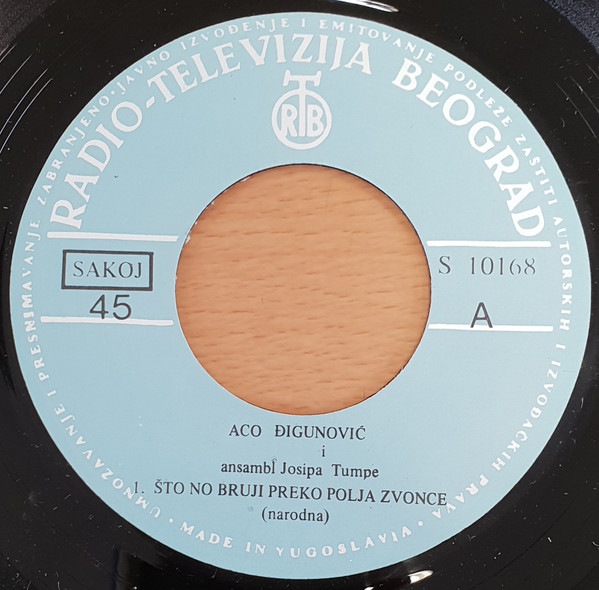 UMNOZAVANJE I PRESNIMAVANJE ZABRANJENO · JAVNO IZVOĐENJE I EMITOVANJE PODLEŽE ZAŠTITI AUTORSKIH I IZVOĐAČKIH PRAVA ·
RADIO-TELEVIZIJA BEOGRAD
RTB
SAKOJ
45
S 10168
A
ACO ĐIGUNOVIĆ
i
ansambl Josipa Tumpe
1. ŠTO NO BRUJI PREKO POLJA ZVONCE
(narodna)
· MADE IN YUGOSLAVIA ·